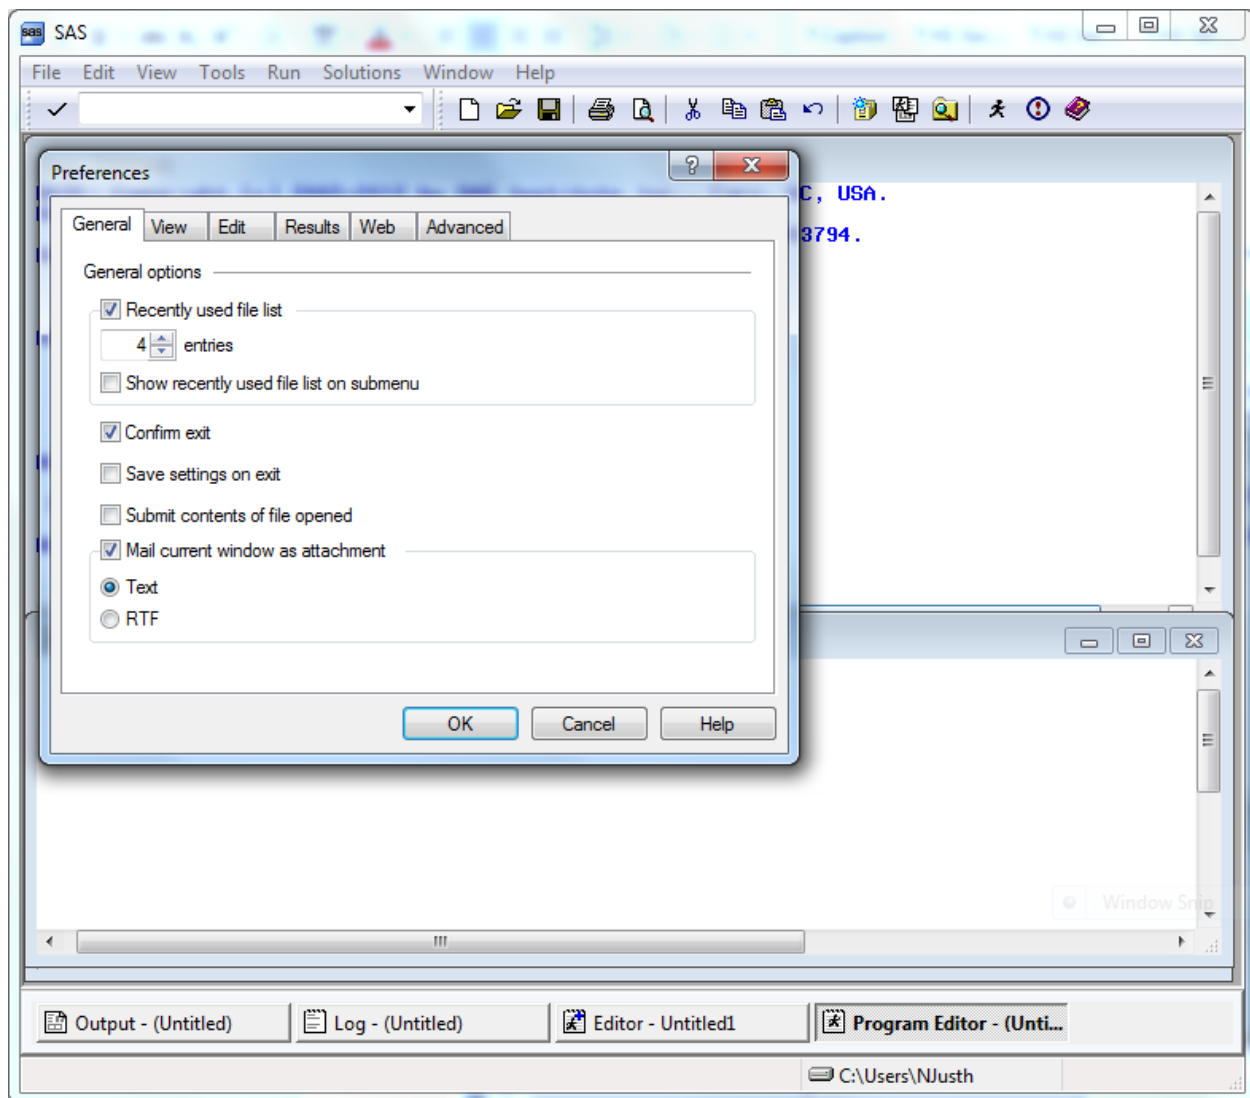 SAS
File Edit View Tools Run Solutions Window Help
Preferences
C, USA.
General View Edit Results Web Advanced
3794.
General options
Recently used file list
4 entries
Show recently used file list on submenu
Confirm exit
Save settings on exit
Submit contents of file opened
Mail current window as attachment
Text
RTF
OK Cancel Help
Window Snip
Output - (Untitled) Log - (Untitled) Editor - Untitled1 Program Editor - (Unti...
C:\Users\NJusth